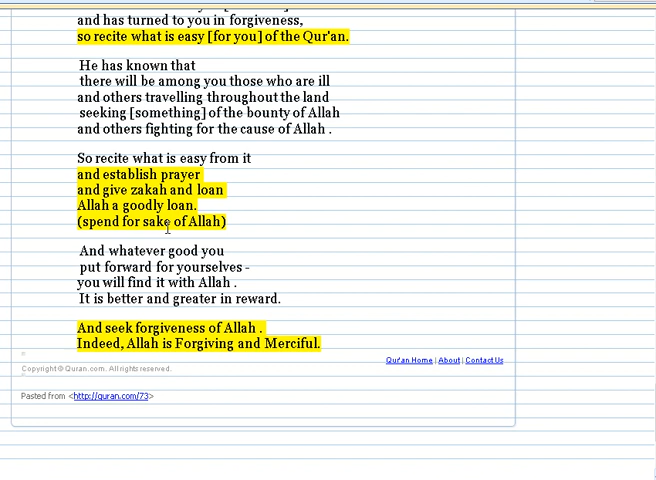 and has turned to you in forgiveness,
so recite what is easy [for you] of the Qur'an.
He has known that
there will be among you those who are ill
and others travelling throughout the land
seeking [something] of the bounty of Allah
and others fighting for the cause of Allah .
So recite what is easy from it
and establish prayer
and give zakah and loan
Allah a goodly loan.
(spend for sake of Allah)
And whatever good you
put forward for yourselves -
you will find it with Allah .
It is better and greater in reward.
And seek forgiveness of Allah .
Indeed, Allah is Forgiving and Merciful.
Qur'an Home | About | Contact Us
Copyright © Quran.com. All rights reserved.
Pasted from <http://quran.com/73>